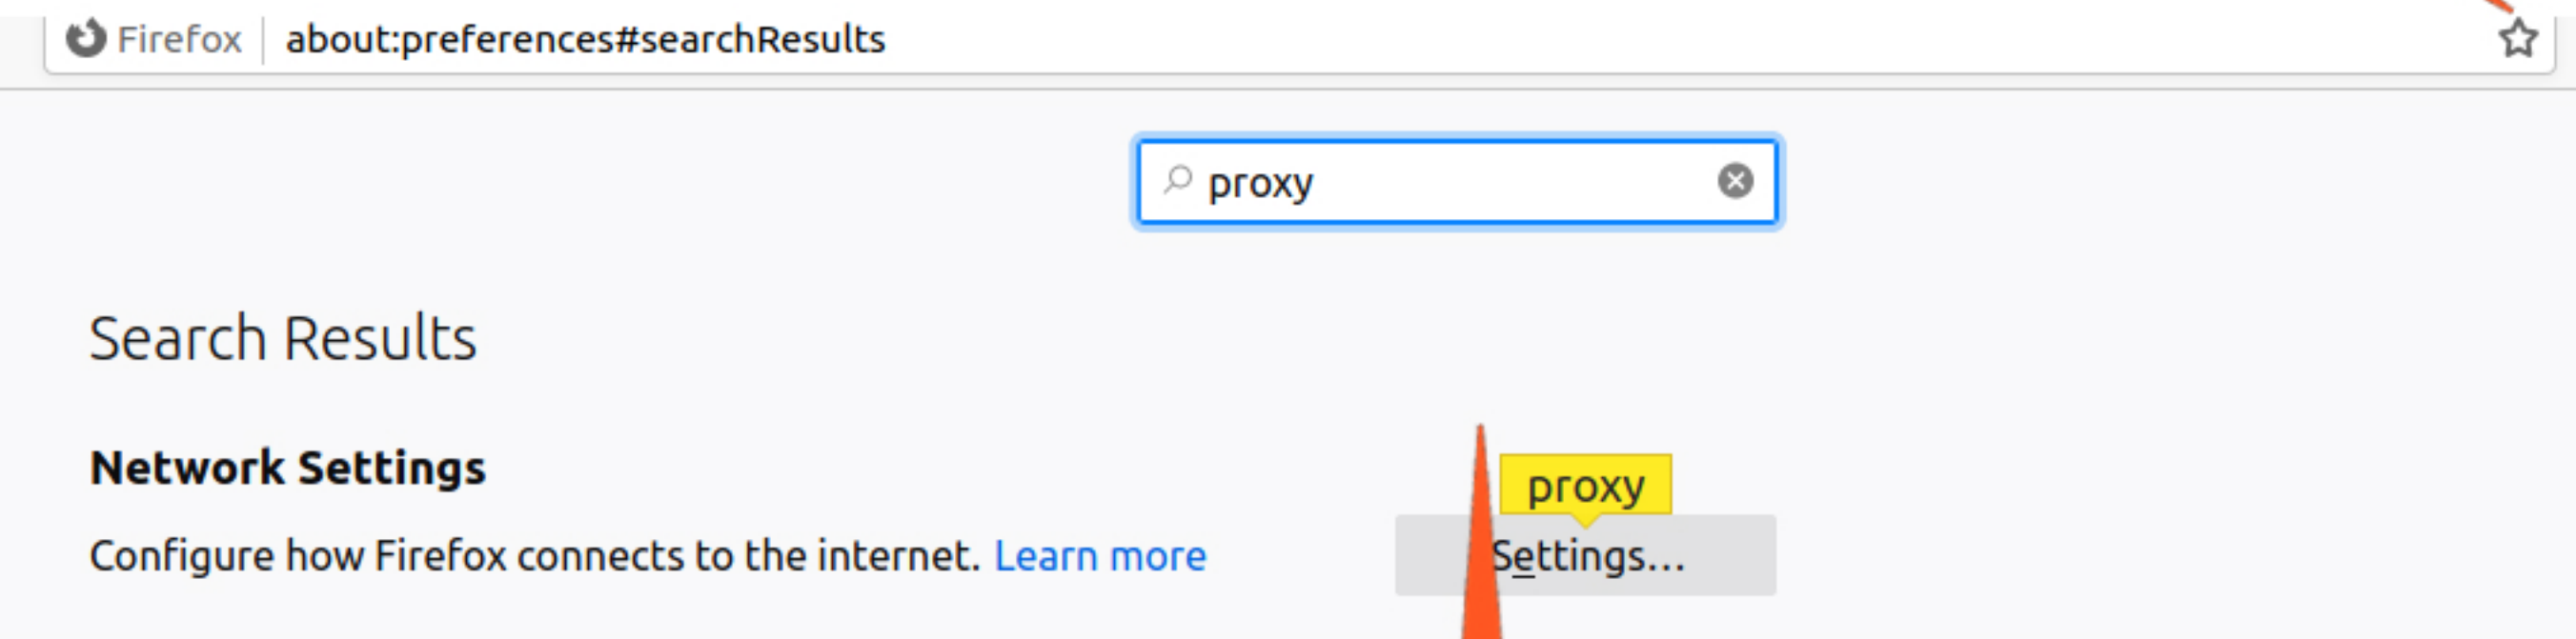 Firefox about:preferences#searchResults
proxy
Search Results
Network Settings
proxy
Configure how Firefox connects to the internet. Learn more Settings...